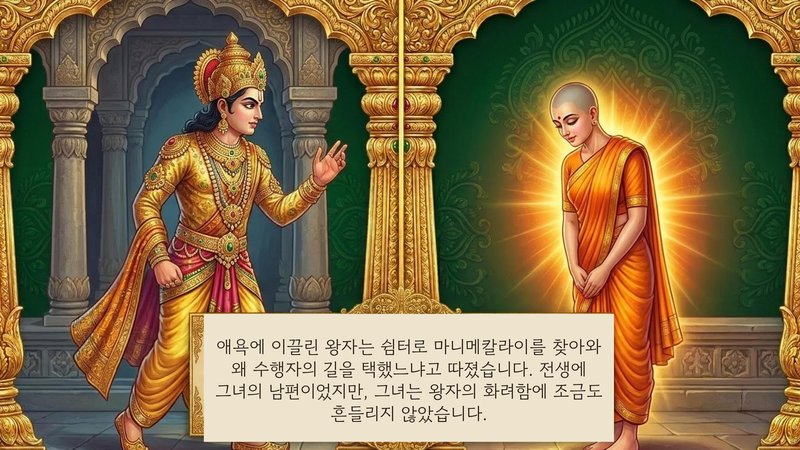 애욕에 이끌린 왕자는 쉼터로 마니메칼라이를 찾아와
왜 수행자의 길을 택했느냐고 따졌습니다. 전생에
그녀의 남편이었지만, 그녀는 왕자의 화려함에 조금도
흔들리지 않았습니다.